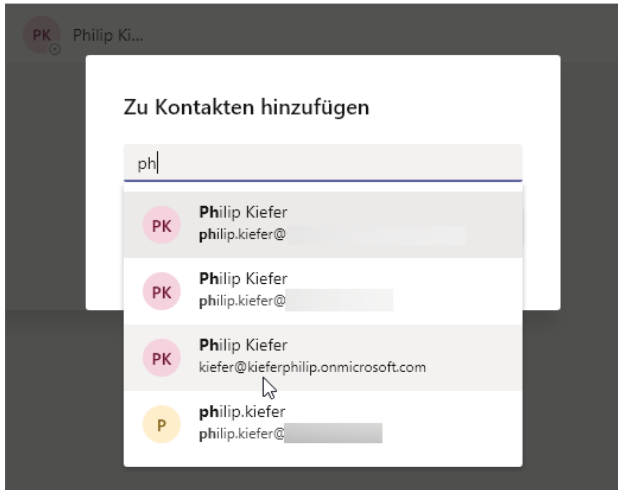 PK Philip Ki...
Zu Kontakten hinzufügen
ph
PK
Philip Kiefer
philip.kiefer@
PK
Philip Kiefer
philip.kiefer@
PK
Philip Kiefer
kiefer@kieferphilip.onmicrosoft.com
P
philip.kiefer
philip.kiefer@